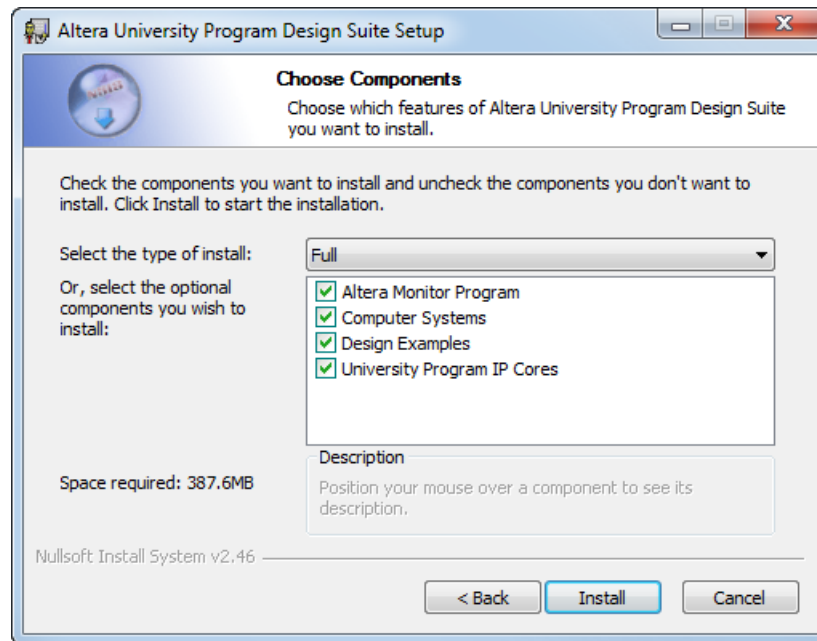 Altera University Program Design Suite Setup
Choose Components
Choose which features of Altera University Program Design Suite
you want to install.
Check the components you want to install and uncheck the components you don't want to
install. Click Install to start the installation.
Select the type of install:
Full
Or, select the optional
components you wish to
install:
Altera Monitor Program
Computer Systems
Design Examples
University Program IP Cores
Space required: 387.6MB
Description
Position your mouse over a component to see its
description.
Nullsoft Install System v2.46
< Back
Install
Cancel